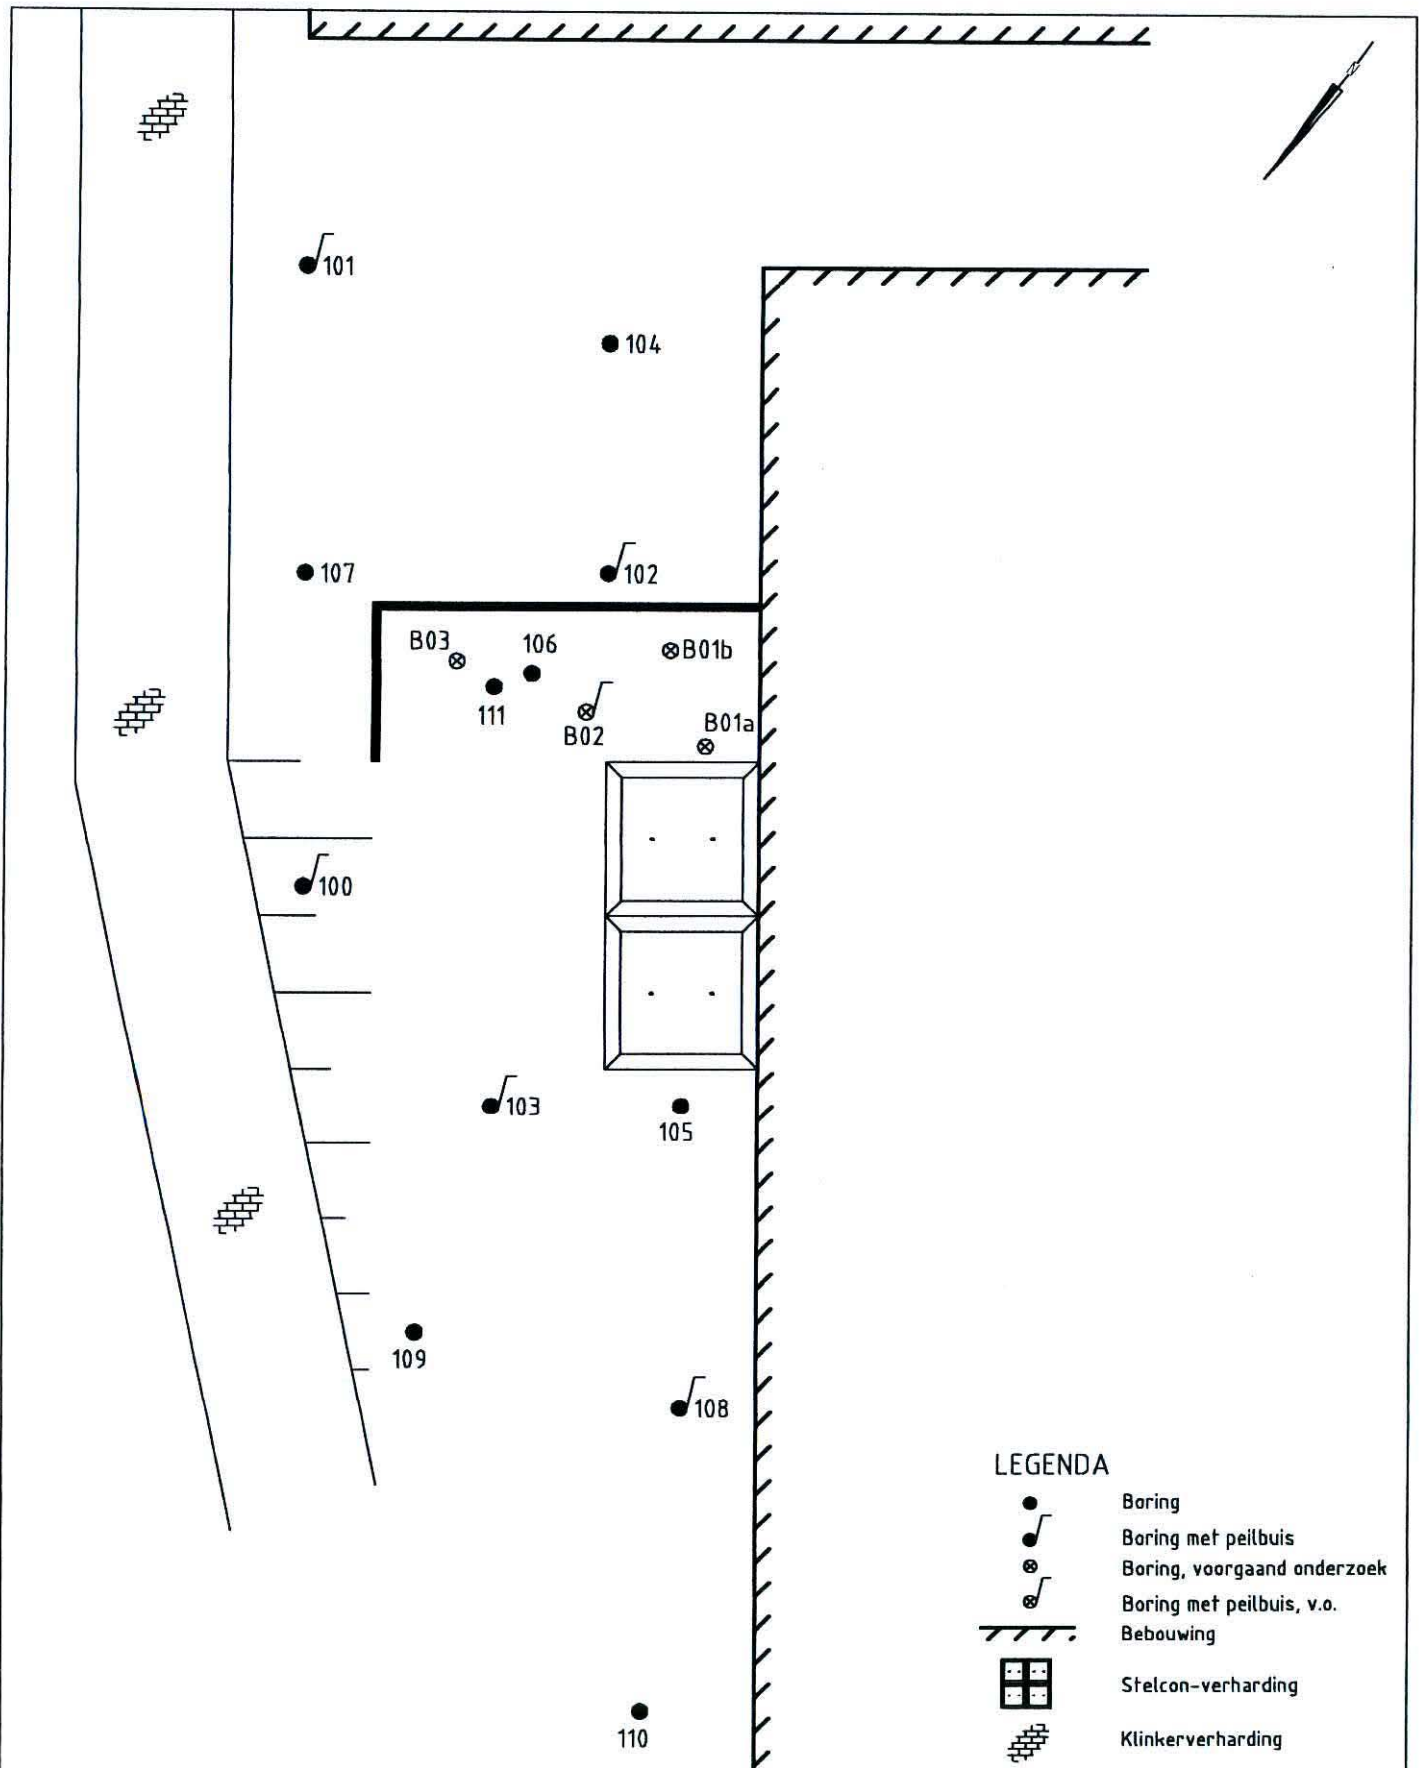 N
101
104
107
102
B03
106
B01b
111
B02
B01a
100
103
105
109
108
LEGENDA
Boring
Boring met peilbuis
Boring, voorgaand onderzoek
Boring met peilbuis, v.o.
Bebouwing
Stelcon-verharding
110
Klinkerverharding